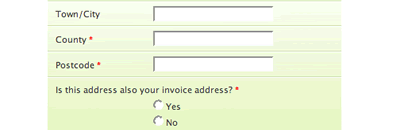 Town/City
County *
Postcode *
Is this address also your invoice address? *
Yes
No